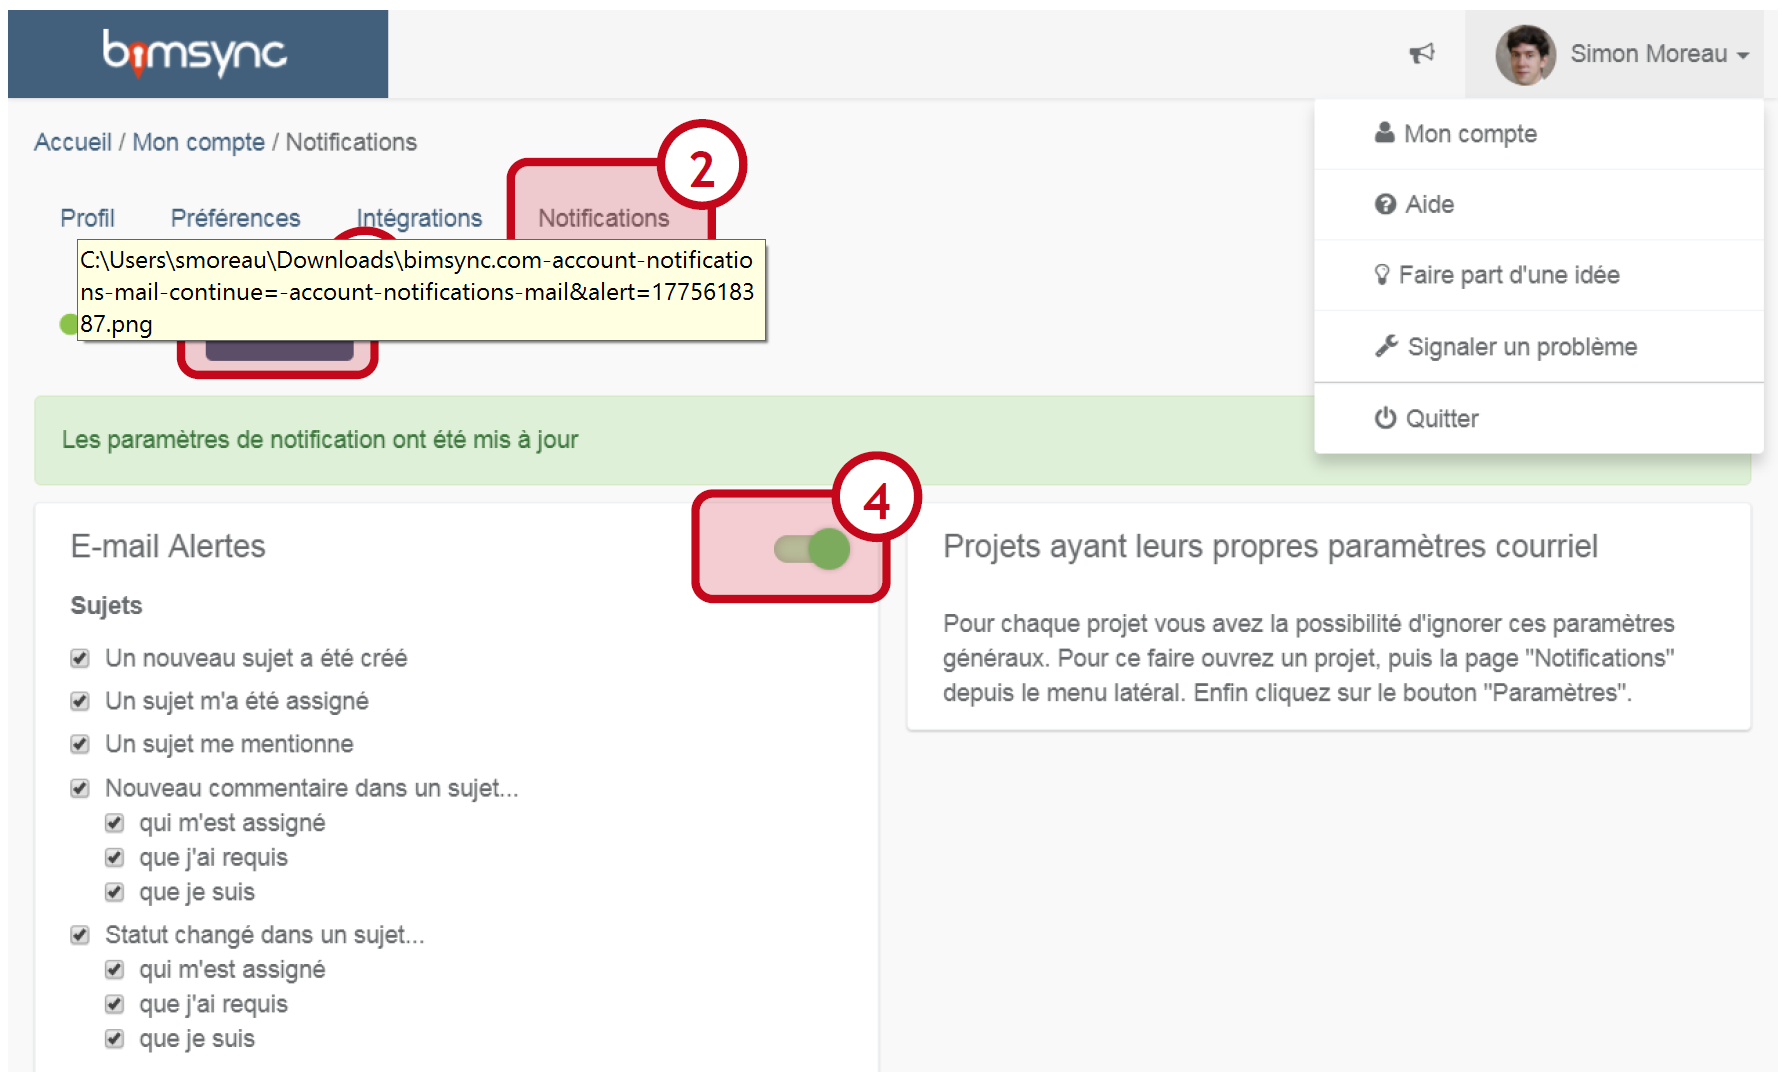 bimsync
Simon Moreau
Mon compte
Aide
Faire part d'une idée
Signaler un problème
Quitter
Accueil / Mon compte / Notifications
2
Profil Préférences Intégrations Notifications
C:\Users\smoreau\Downloads\bimsync.com-account-notificatio
ns-mail-continue=-account-notifications-mail&alert=17756183
87.png
Les paramètres de notification ont été mis à jour
4
E-mail Alertes
Sujets
Un nouveau sujet a été créé
Un sujet m'a été assigné
Un sujet me mentionne
Nouveau commentaire dans un sujet...
qui m'est assigné
que j'ai requis
que je suis
Statut changé dans un sujet...
qui m'est assigné
que j'ai requis
que je suis
Projets ayant leurs propres paramètres courriel
Pour chaque projet vous avez la possibilité d'ignorer ces paramètres
généraux. Pour ce faire ouvrez un projet, puis la page "Notifications"
depuis le menu latéral. Enfin cliquez sur le bouton "Paramètres".